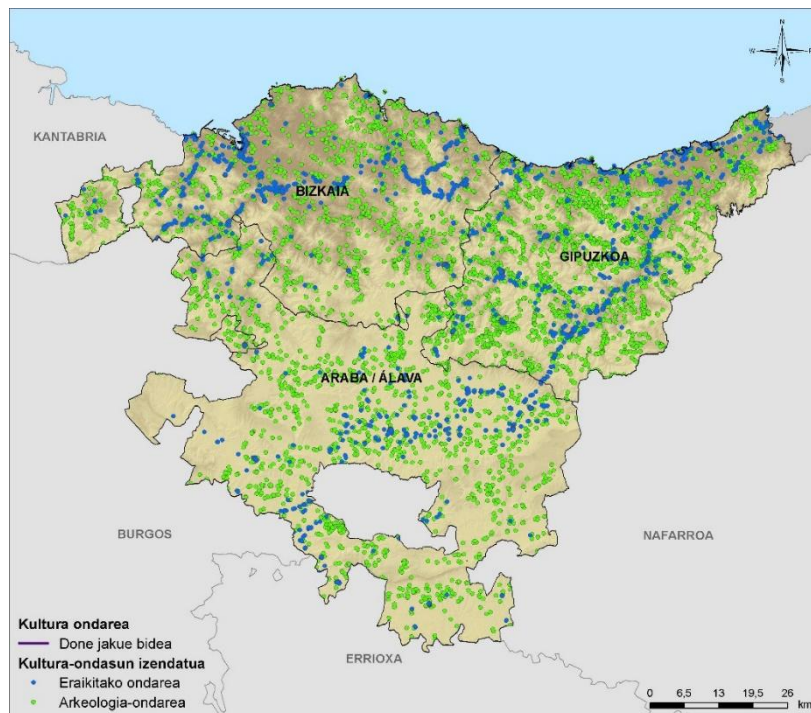 N
W
E
S
KANTABRIA
BIZKAIA
GIPUZKOA
ARABA / ÁLAVA
BURGOS
NAFARROA
ERRIOXA
Kultura ondarea
Done jakue bidea
Kultura-ondasun izendatua
Eraikitako ondarea
Arkeologia-ondarea
0 6,5 13 19,5 26
km